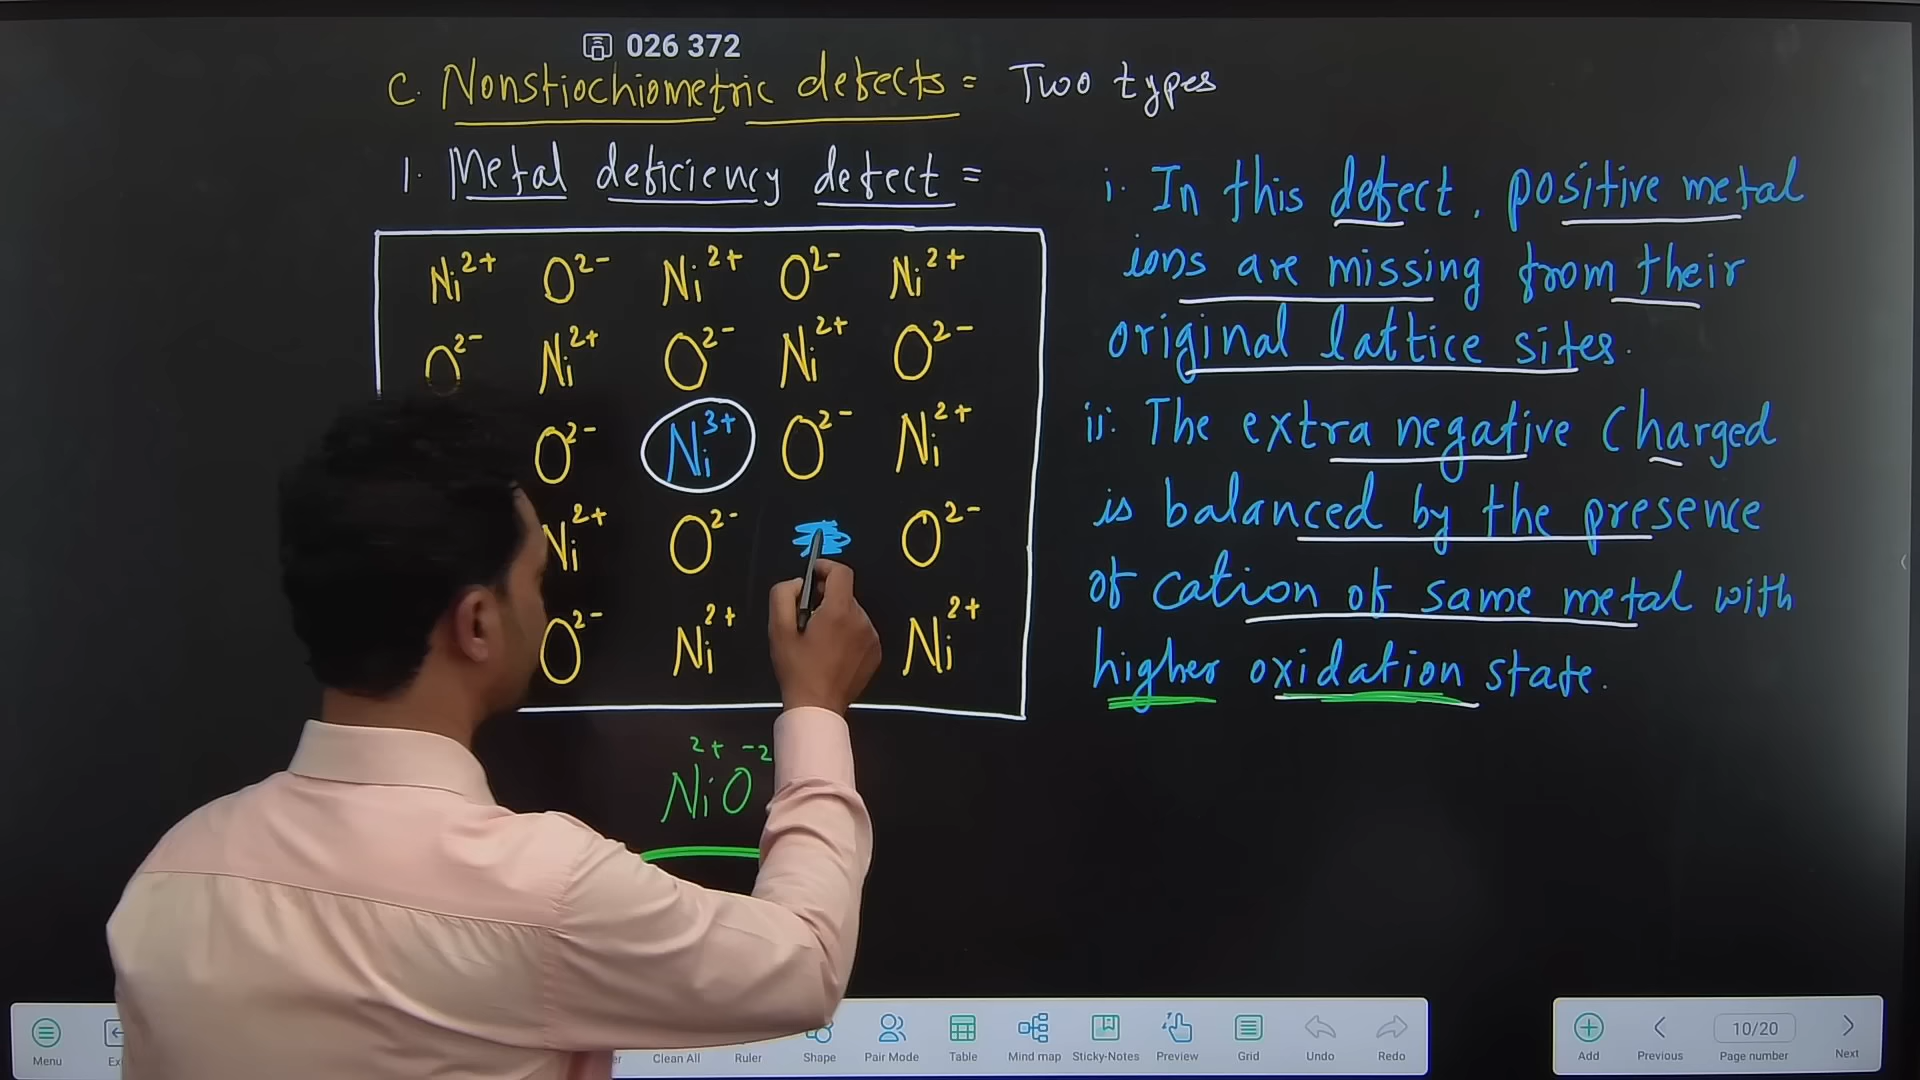 026 372
C. Nonstiochiometric defects = Two types
1. Metal deficiency defect =
Ni2+ O2- Ni2+ O2- Ni2+
O2- Ni2+ O2- Ni2+ O2-
O2- Ni3+ O2- Ni2+
Ni2+ O2- O2-
O2- Ni2+ Ni2+
2+ -2
NiO
i. In this defect, positive metal
ions are missing from their
original lattice sites.
ii. The extra negative Charged
is balanced by the presence
of cation of same metal with
higher oxidation state.
Menu Clean All Ruler Shape Pair Mode Table Mind map Sticky-Notes Preview Grid Undo Redo
Add Previous 10/20 Page number Next